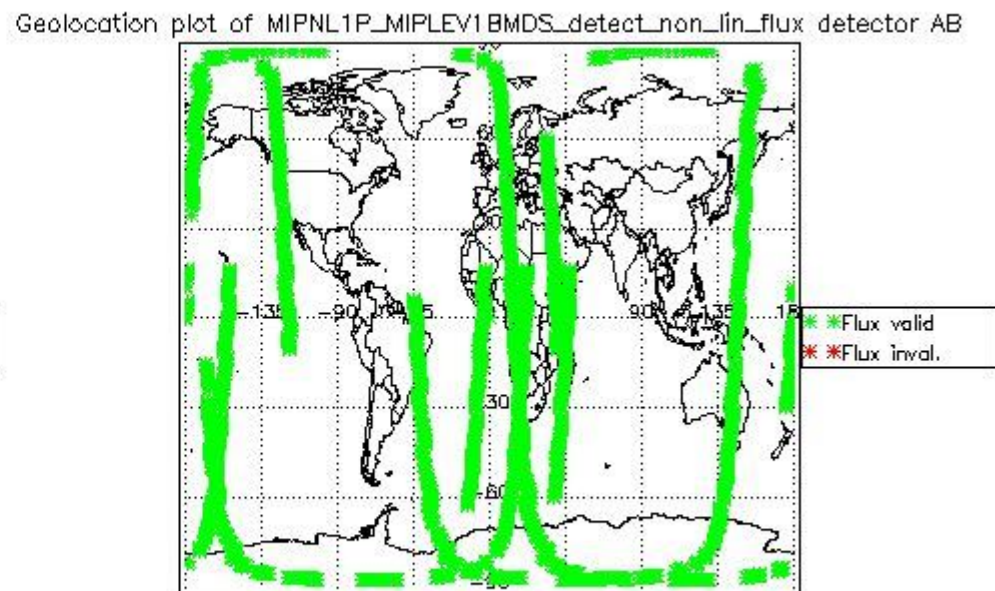 Geolocation plot of MIPNL1P_MIPLEV1BMDS_detect_non_lin_flux detector AB
-135 -90 90
30
-60
Flux valid
Flux inval.